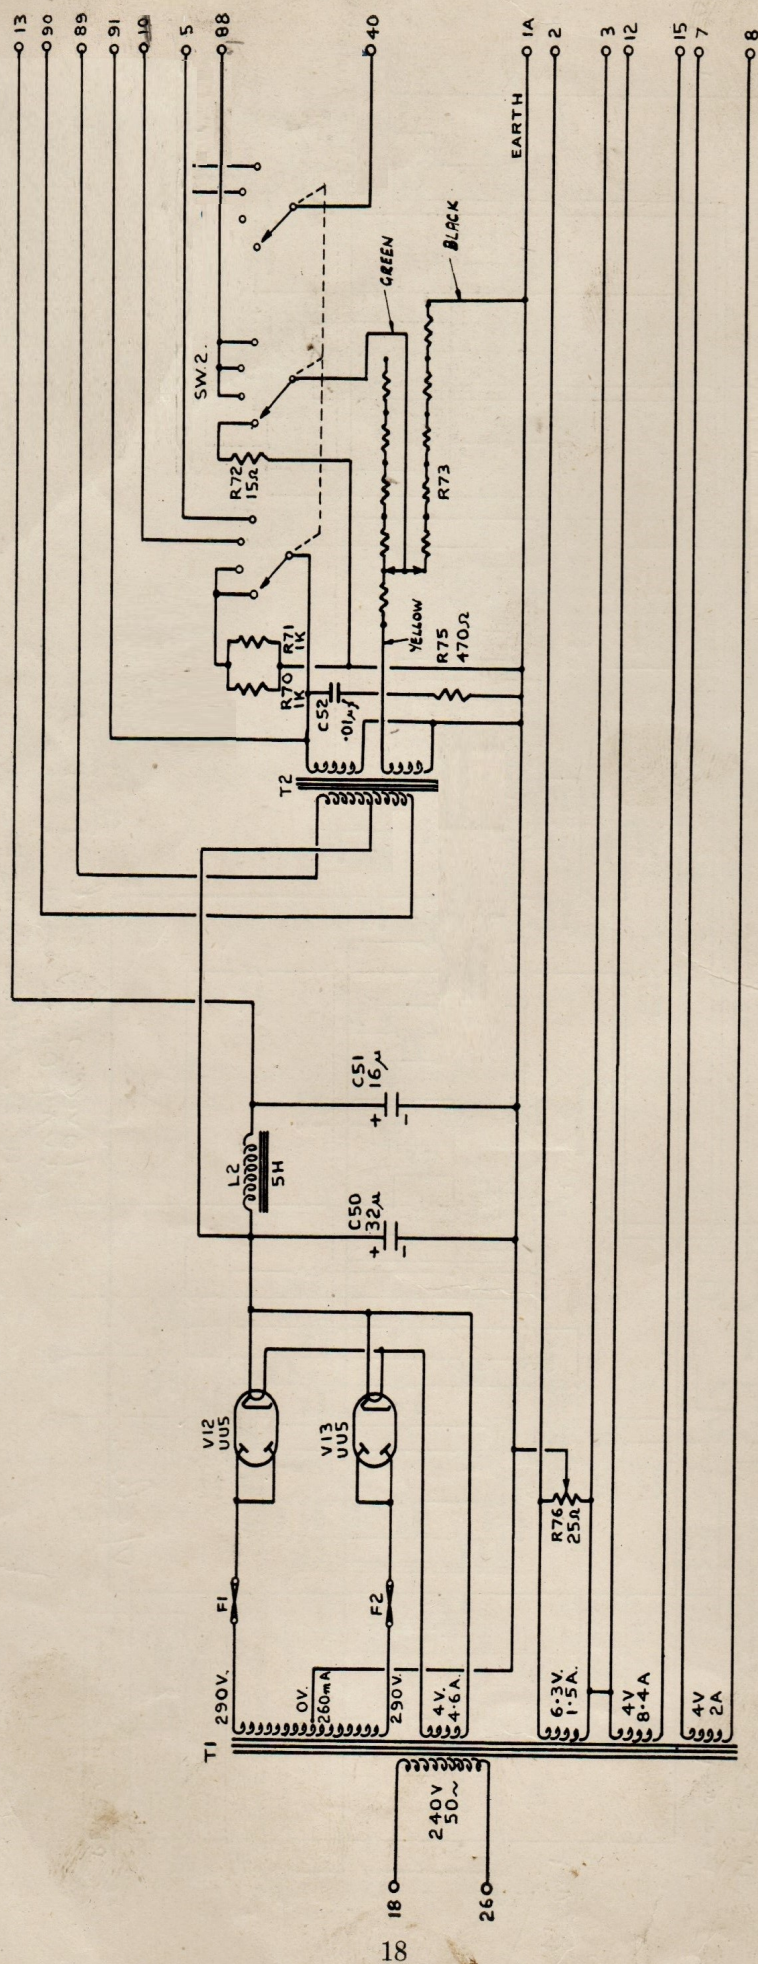 13
90
89
91
10
5
88
40
1A
2
3
12
15
7
8
EARTH
BLACK
GREEN
SW.2.
R72
15Ω
R73
R71
1K
R70
1K
C52
·01μf
YELLOW
R75
470Ω
T2
C51
16μ
+
-
L2
5H
C50
32μ
+
-
V12
UU5
V13
UU5
R76
25Ω
F1
F2
290V.
0V.
260mA
290V.
4V.
4·6A.
6·3V.
1·5A.
4V
8·4A
4V
2A
T1
240V
50~
18
26
18